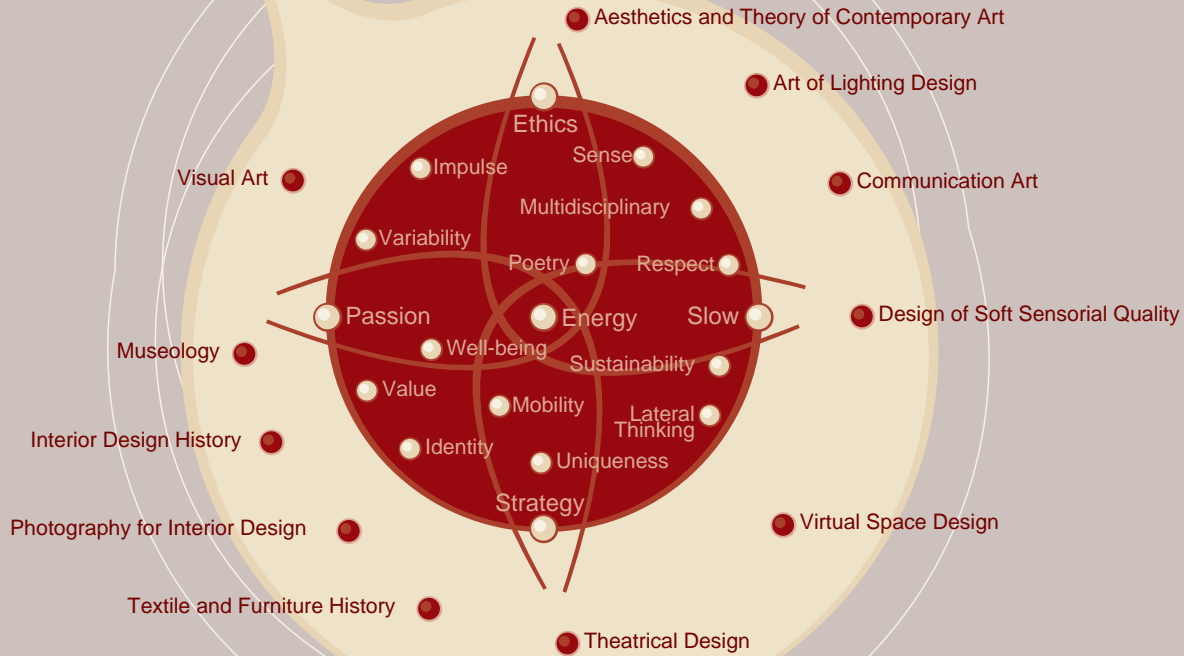 Aesthetics and Theory of Contemporary Art
Art of Lighting Design
Ethics
Sense
Impulse
Visual Art
Communication Art
Multidisciplinary
Variability
Poetry
Respect
Passion
Energy
Slow
Design of Soft Sensorial Quality
Museology
Well-being
Sustainability
Value
Mobility
Lateral
Thinking
Interior Design History
Identity
Uniqueness
Strategy
Photography for Interior Design
Virtual Space Design
Textile and Furniture History
Theatrical Design